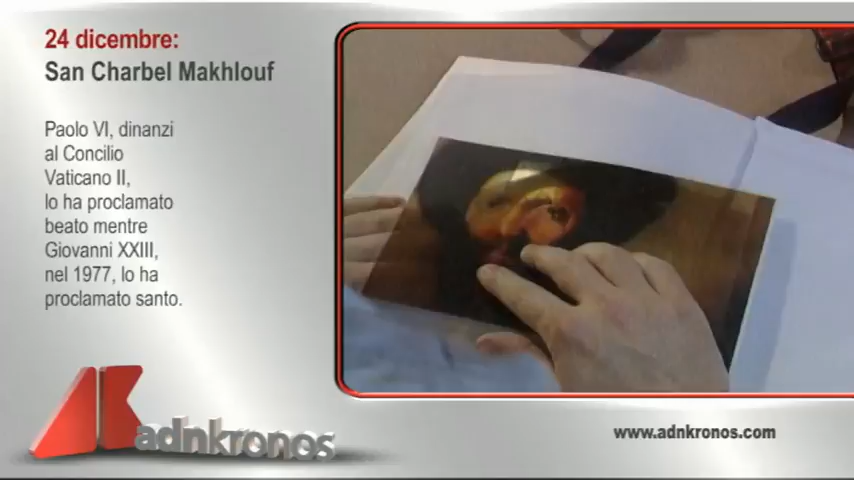 24 dicembre:
San Charbel Makhlouf
Paolo VI, dinanzi
al Concilio
Vaticano II,
lo ha proclamato
beato mentre
Giovanni XXIII,
nel 1977, lo ha
proclamato santo.
adnkronos
www.adnkronos.com